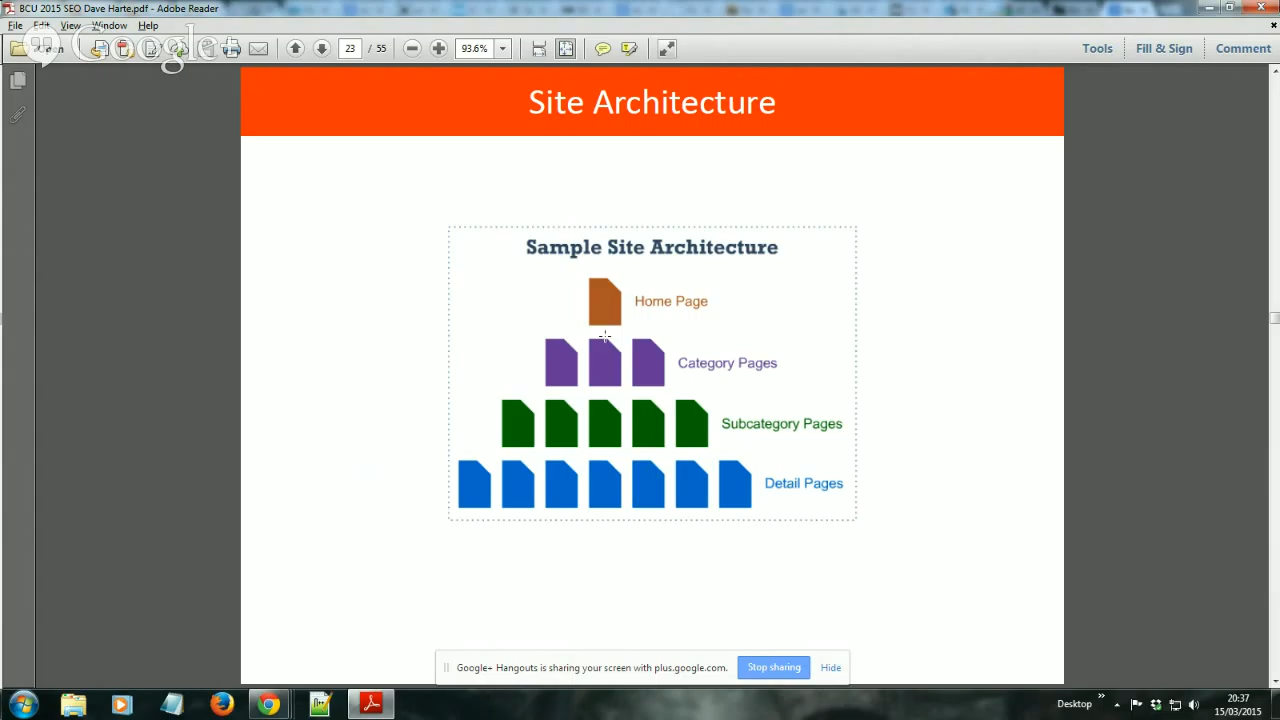 BCU 2015 SEO Dave Harte.pdf - Adobe Reader
File Edit View Window Help
23 / 55 93.6% Tools Fill & Sign Comment
Google
Site Architecture
Sample Site Architecture
Home Page
Category Pages
Subcategory Pages
Detail Pages
Google+ Hangouts is sharing your screen with plus.google.com. Stop sharing Hide
Desktop 20:37
15/03/2015